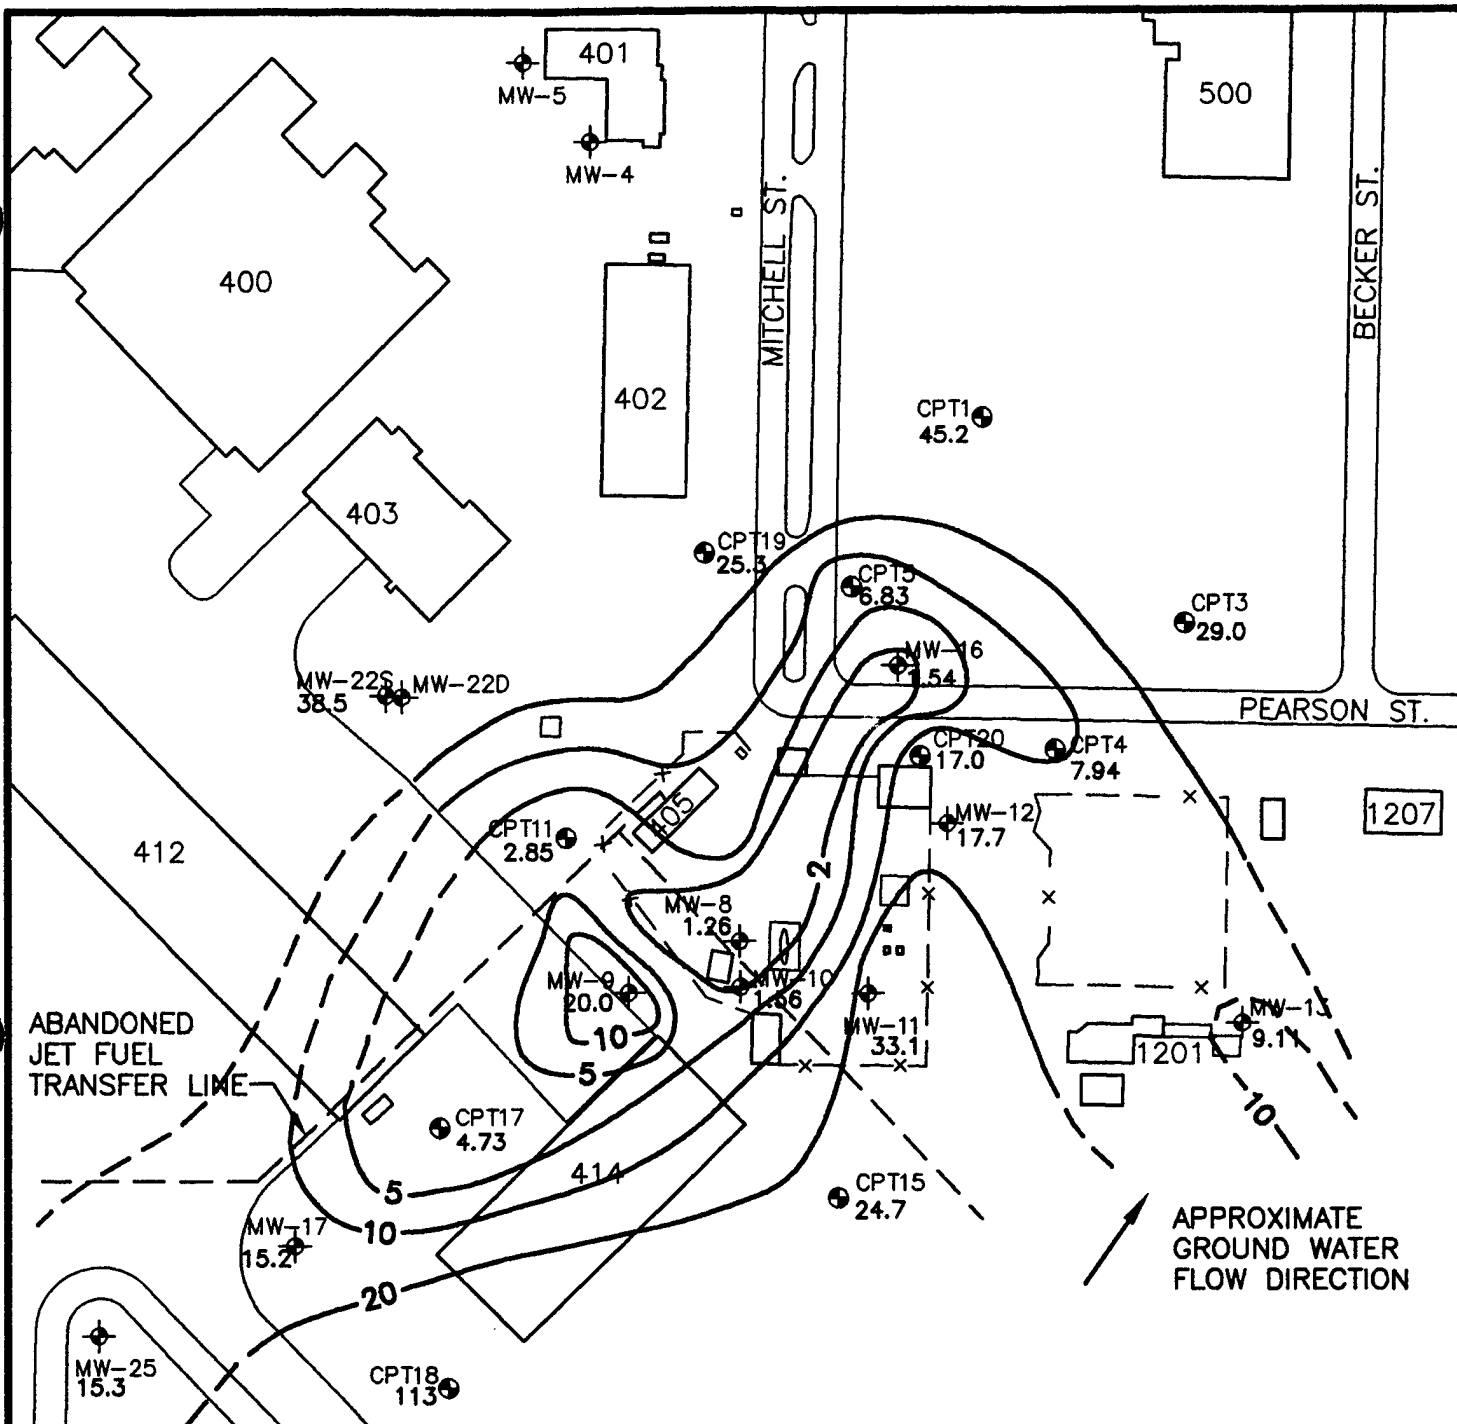 401
MW-5
500
MW-4
MITCHELL ST.
BECKER ST.
400
402
CPT1
45.2
403
CPT19
25.3
CPT5
6.83
CPT3
29.0
MW-16
1.54
MW-22S
38.5
MW-22D
PEARSON ST.
CPT20
17.0
CPT4
7.94
405
CPT11
2.85
MW-12
17.7
1207
412
2
MW-8
1.26
MW-9
20.0
MW-10
1.56
10
MW-11
33.1
MW-13
9.11
1201
5
10
ABANDONED
JET FUEL
TRANSFER LINE
CPT17
4.73
414
5
CPT15
24.7
10
MW-17
15.2
APPROXIMATE
GROUND WATER
FLOW DIRECTION
20
MW-25
15.3
CPT18
113